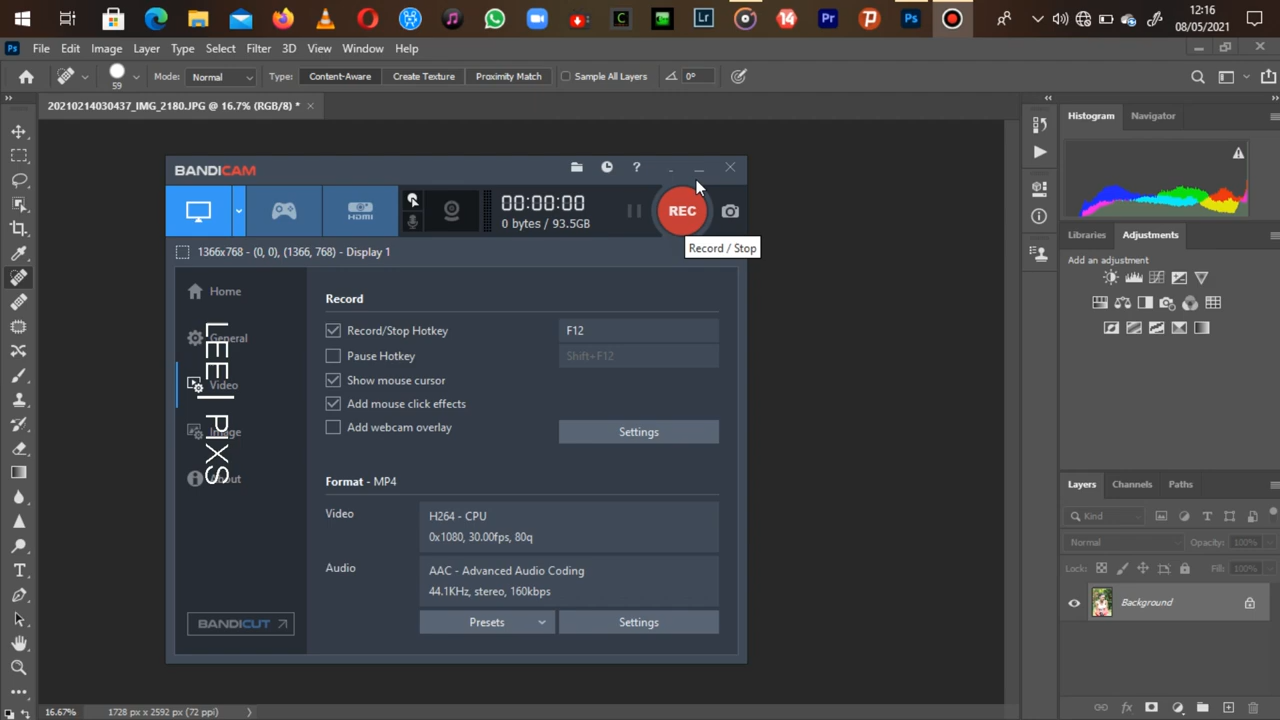 12:16
08/05/2021
File Edit Image Layer Type Select Filter 3D View Window Help
59 Mode: Normal Type: Content-Aware Create Texture Proximity Match Sample All Layers 0°
20210214030437_IMG_2180.JPG @ 16.7% (RGB/8) *
Histogram Navigator
BANDICAM
00:00:00
0 bytes / 93.5GB
REC
HDMI
Record / Stop
1366x768 - (0, 0), (1366, 768) - Display 1
Libraries Adjustments
Add an adjustment
Home
General
Video
Image
About
LEE PIXS
BANDICUT
Record
Record/Stop Hotkey F12
Pause Hotkey Shift+F12
Show mouse cursor
Add mouse click effects
Add webcam overlay
Settings
Format - MP4
Video
H264 - CPU
0x1080, 30.00fps, 80q
Audio
AAC - Advanced Audio Coding
44.1KHz, stereo, 160kbps
Presets Settings
Layers Channels Paths
Kind
Normal Opacity: 100%
Lock: Fill: 100%
Background
16.67% 1728 px x 2592 px (72 ppi)